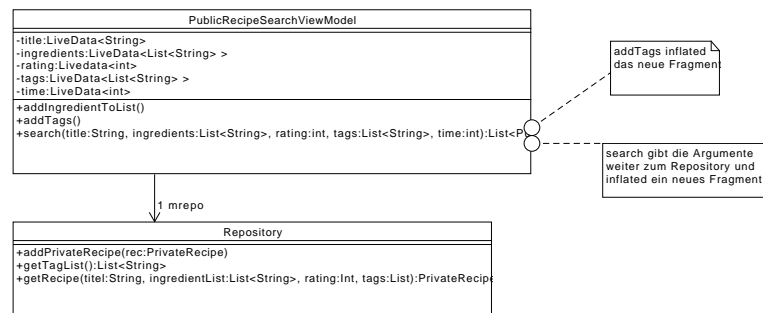 PublicRecipeSearchViewModel
-title:LiveData<String>
-ingredients:LiveData<List<String> >
-rating:Livedata<int>
-tags:LiveData<List<String> >
-time:LiveData<int>
+addIngredientToList()
+addTags()
+search(title:String, ingredients:List<String>, rating:int, tags:List<String>, time:int):List<P
addTags inflated
das neue Fragment
search gibt die Argumente
weiter zum Repository und
inflated ein neues Fragment
1 mrepo
Repository
+addPrivateRecipe(rec:PrivateRecipe)
+getTagList():List<String>
+getRecipe(titel:String, ingredientList:List<String>, rating:Int, tags:List):PrivateRecipe